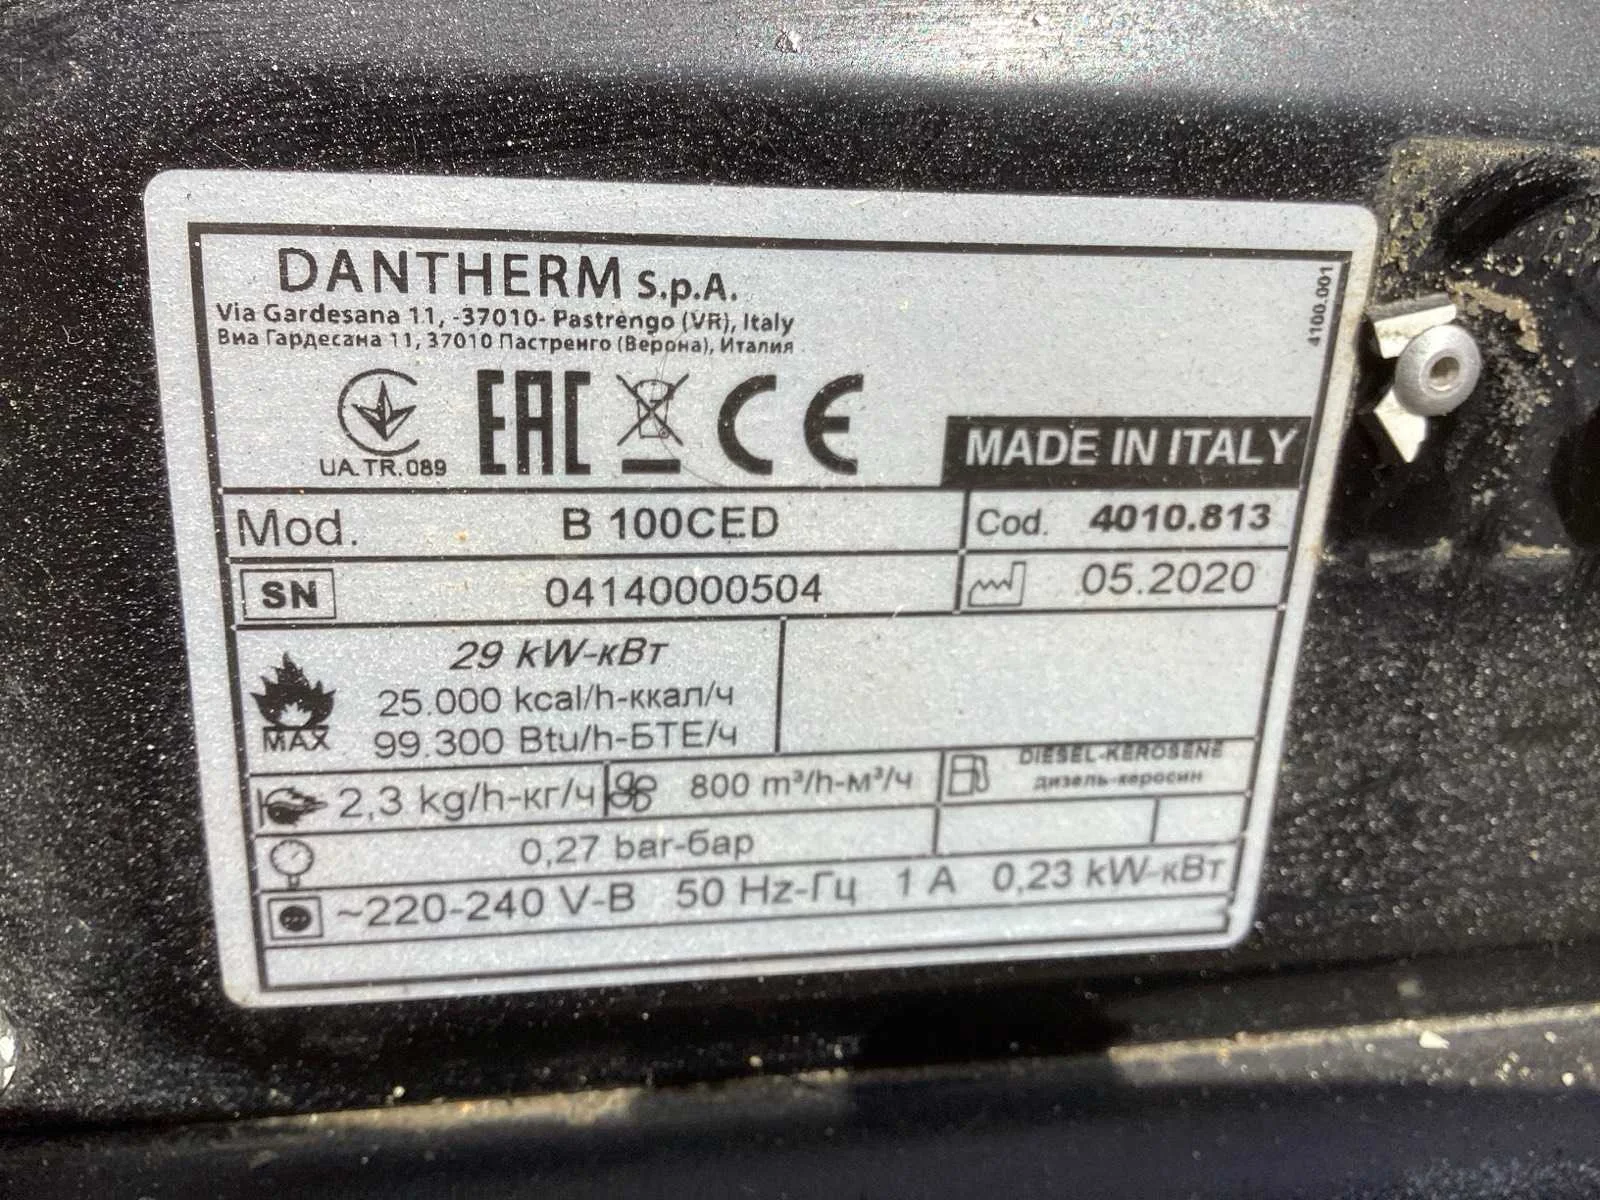 DANTHERM S.p.A.
Via Gardesana 11, -37010- Pastrengo (VR), Italy
Виа Гардесана 11, 37010 Пастренго (Верона), Италия
4100.001
UA.TR.089
EAC
CE
MADE IN ITALY
Mod. B 100CED Cod. 4010.813
SN 04140000504 05.2020
29 kW-кВт
25.000 kcal/h-ккал/ч
MAX 99.300 Btu/h-БТЕ/ч
2,3 kg/h-кг/ч 800 m³/h-м³/ч DIESEL-KEROSENE
дизель-керосин
0,27 bar-бар
~220-240 V-В 50 Hz-Гц 1 A 0,23 kW-кВт